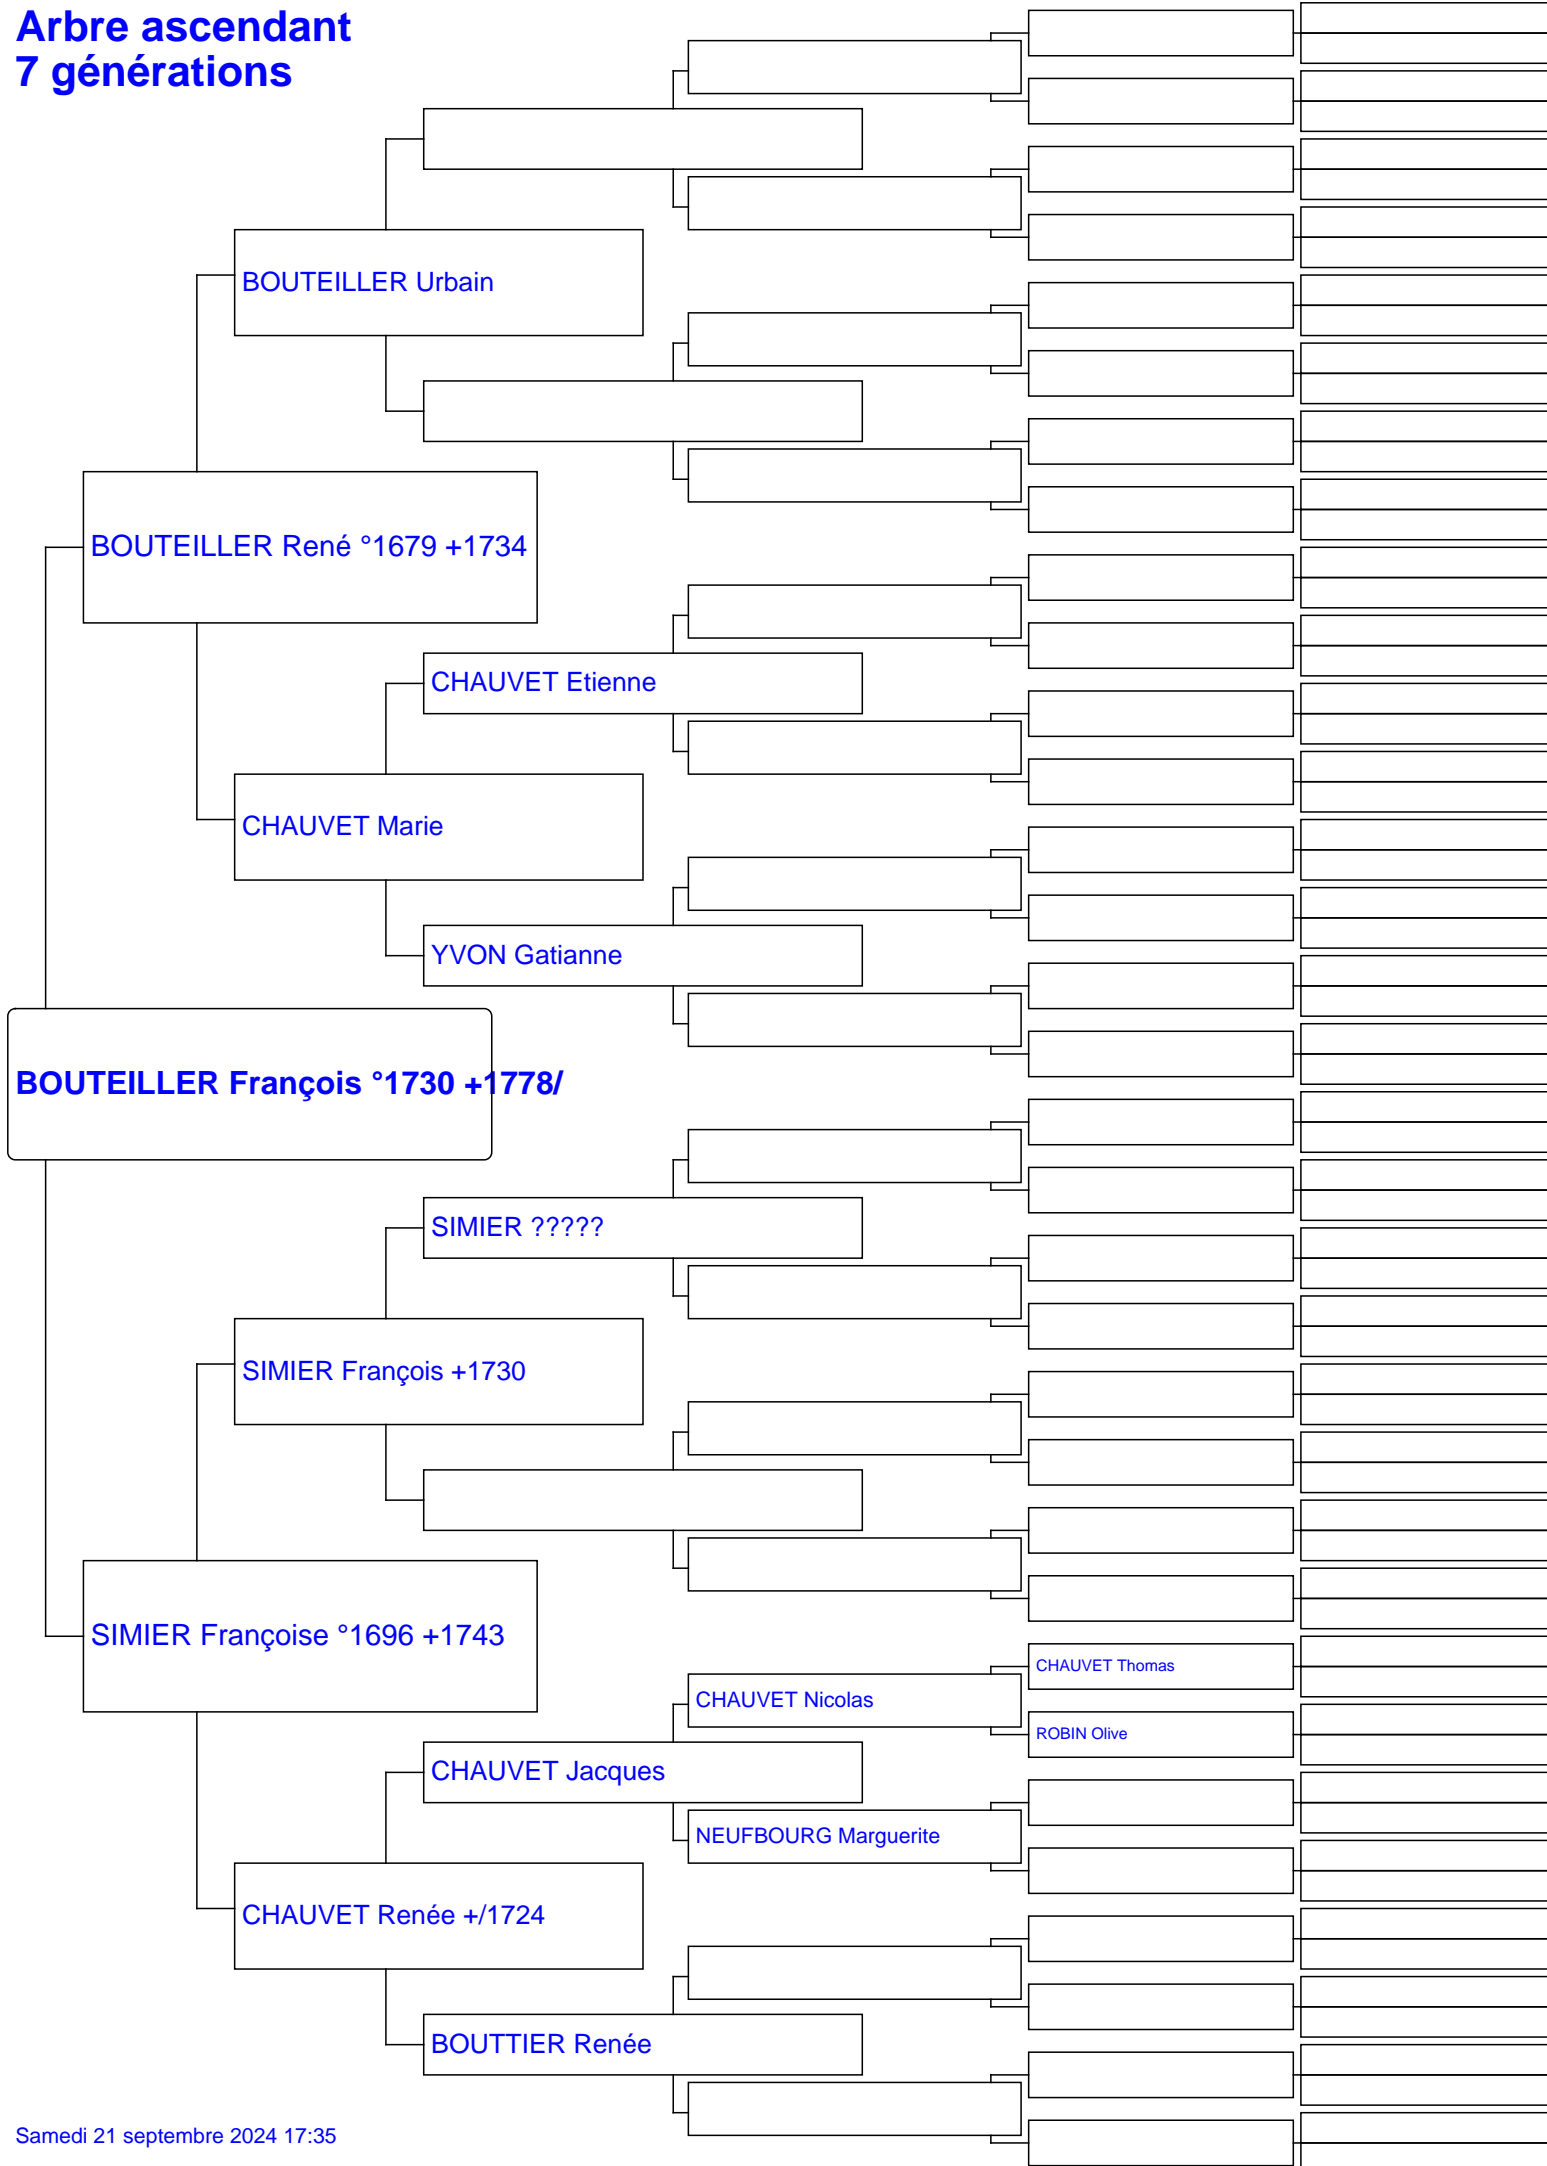 Arbre ascendant
7 générations
BOUTEILLER Urbain
BOUTEILLER René °1679 +1734
CHAUVET Etienne
CHAUVET Marie
YVON Gatianne
BOUTEILLER François °1730 +1778/
SIMIER ?????
SIMIER François +1730
SIMIER Françoise °1696 +1743
CHAUVET Thomas
CHAUVET Nicolas
ROBIN Olive
CHAUVET Jacques
NEUFBOURG Marguerite
CHAUVET Renée +/1724
BOUTTIER Renée
Samedi 21 septembre 2024 17:35